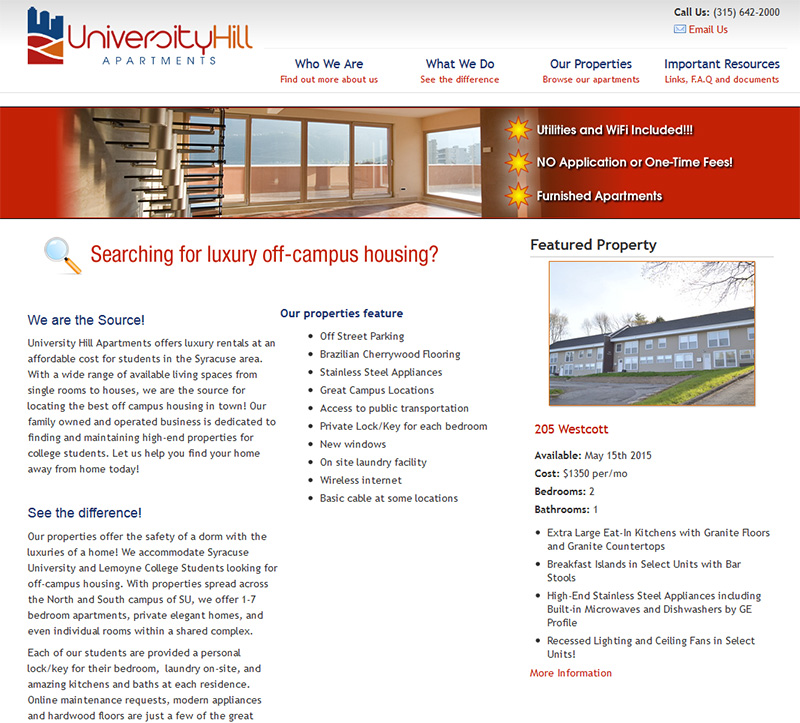 UniversityHill
APARTMENTS
Call Us: (315) 642-2000
Email Us
Who We Are
Find out more about us
What We Do
See the difference
Our Properties
Browse our apartments
Important Resources
Links, F.A.Q and documents
Utilities and WiFi Included!!!
NO Application or One-Time Fees!
Furnished Apartments
Searching for luxury off-campus housing?
We are the Source!
University Hill Apartments offers luxury rentals at an
affordable cost for students in the Syracuse area.
With a wide range of available living spaces from
single rooms to houses, we are the source for
locating the best off campus housing in town! Our
family owned and operated business is dedicated to
finding and maintaining high-end properties for
college students. Let us help you find your home
away from home today!
See the difference!
Our properties offer the safety of a dorm with the
luxuries of a home! We accommodate Syracuse
University and Lemoyne College Students looking for
off-campus housing. With properties spread across
the North and South campus of SU, we offer 1-7
bedroom apartments, private elegant homes, and
even individual rooms within a shared complex.
Each of our students are provided a personal
lock/key for their bedroom, laundry on-site, and
amazing kitchens and baths at each residence.
Online maintenance requests, modern appliances
and hardwood floors are just a few of the great
Our properties feature
Off Street Parking
Brazilian Cherrywood Flooring
Stainless Steel Appliances
Great Campus Locations
Access to public transportation
Private Lock/Key for each bedroom
New windows
On site laundry facility
Wireless internet
Basic cable at some locations
Featured Property
205 Westcott
Available: May 15th 2015
Cost: $1350 per/mo
Bedrooms: 2
Bathrooms: 1
Extra Large Eat-In Kitchens with Granite Floors
and Granite Countertops
Breakfast Islands in Select Units with Bar
Stools
High-End Stainless Steel Appliances including
Built-in Microwaves and Dishwashers by GE
Profile
Recessed Lighting and Ceiling Fans in Select
Units!
More Information